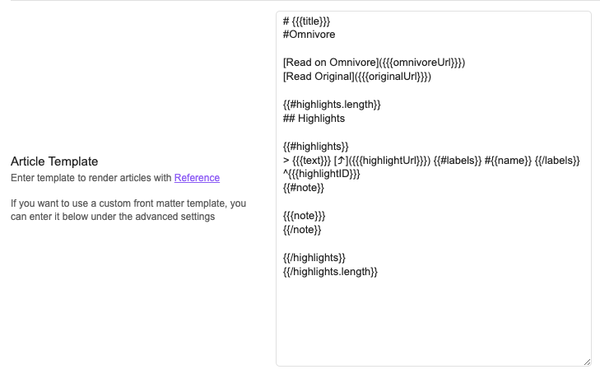 Article Template
Enter template to render articles with Reference
If you want to use a custom front matter template, you
can enter it below under the advanced settings
# {{{title}}}
#Omnivore
[Read on Omnivore]({{{omnivoreUrl}}})
[Read Original]({{{originalUrl}}})
{{#highlights.length}}
## Highlights
{{#highlights}}
> {{{text}}} [⤴️]({{{highlightUrl}}}) {{#labels}} #{{name}} {{/labels}}
^{{{highlightID}}}
{{#note}}
{{{note}}}
{{/note}}
{{/highlights}}
{{/highlights.length}}